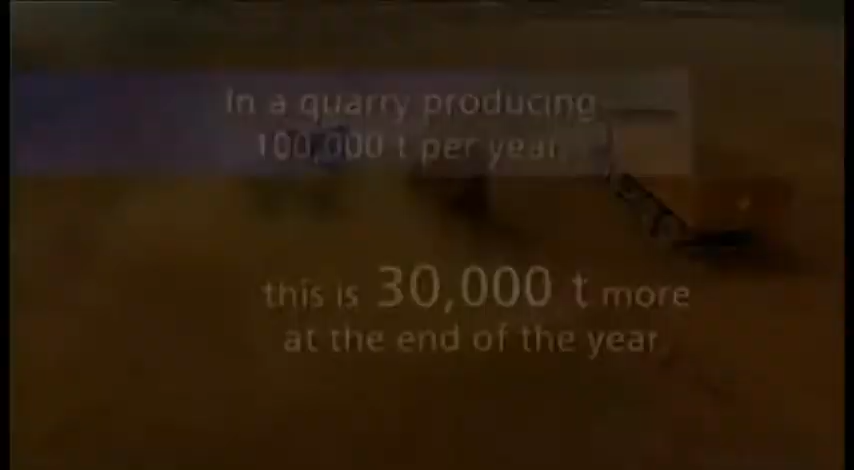 In a quarry producing
100,000 t per year
this is 30,000 t more
at the end of the year